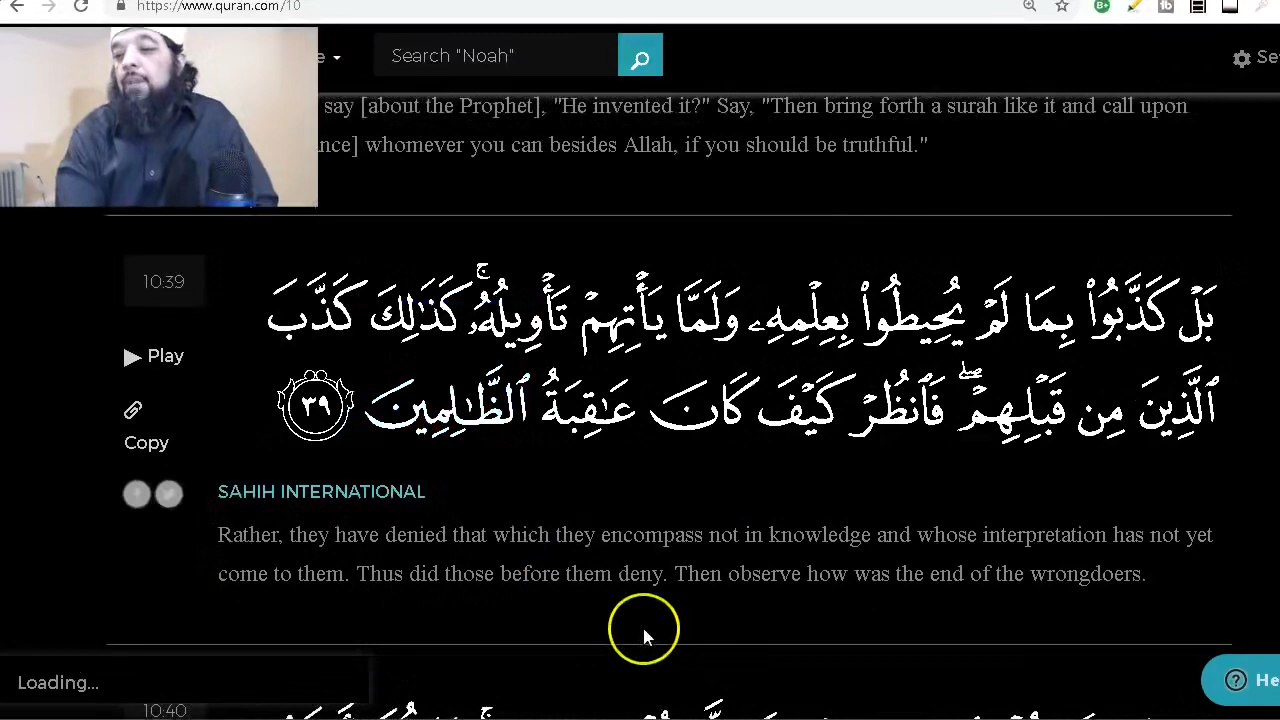 https://www.quran.com/10
e
Search "Noah"
Se
say [about the Prophet], "He invented it?" Say, "Then bring forth a surah like it and call upon
nce] whomever you can besides Allah, if you should be truthful."
10:39
بَلْ كَذَّبُوا۟ بِمَا لَمْ يُحِيطُوا۟ بِعِلْمِهِۦ وَلَمَّا يَأْتِهِمْ تَأْوِيلُهُۥ ۚ كَذَٰلِكَ كَذَّبَ
ٱلَّذِينَ مِن قَبْلِهِمْ ۖ فَٱنظُرْ كَيْفَ كَانَ عَـٰقِبَةُ ٱلظَّـٰلِمِينَ ٣٩
Play
Copy
SAHIH INTERNATIONAL
Rather, they have denied that which they encompass not in knowledge and whose interpretation has not yet
come to them. Thus did those before them deny. Then observe how was the end of the wrongdoers.
Loading...
He
10:40